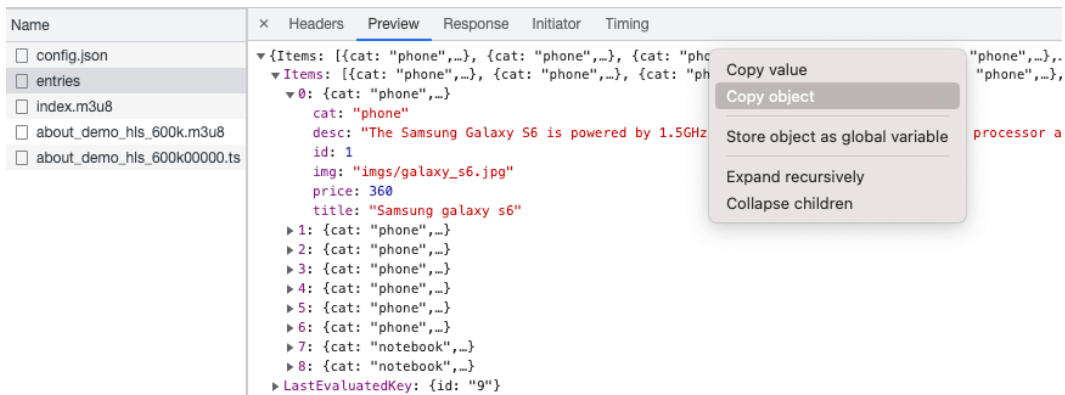 Name
× Headers Preview Response Initiator Timing
config.json
entries
index.m3u8
about_demo_hls_600k.m3u8
about_demo_hls_600k00000.ts
▼{Items: [{cat: "phone",…}, {cat: "phone",…}, {cat: "pho "phone",…},…
▼Items: [{cat: "phone",…}, {cat: "phone",…}, {cat: "ph "phone",…},
▼0: {cat: "phone",…}
cat: "phone"
desc: "The Samsung Galaxy S6 is powered by 1.5GHz processor a
id: 1
img: "imgs/galaxy_s6.jpg"
price: 360
title: "Samsung galaxy s6"
▶1: {cat: "phone",…}
▶2: {cat: "phone",…}
▶3: {cat: "phone",…}
▶4: {cat: "phone",…}
▶5: {cat: "phone",…}
▶6: {cat: "phone",…}
▶7: {cat: "notebook",…}
▶8: {cat: "notebook",…}
▶LastEvaluatedKey: {id: "9"}
Copy value
Copy object
Store object as global variable
Expand recursively
Collapse children